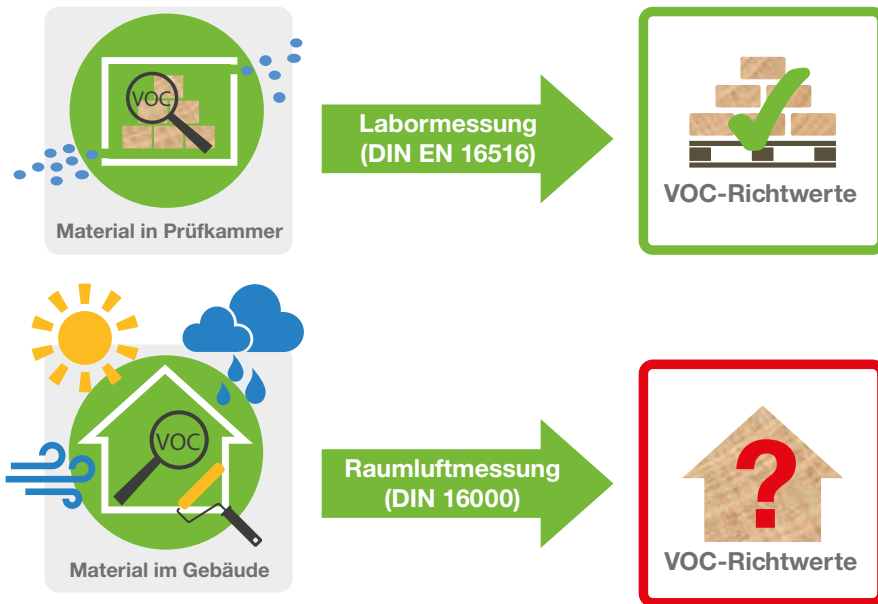 VOC
Material in Prüfkammer
Labormessung
(DIN EN 16516)
VOC-Richtwerte
VOC
Material im Gebäude
Raumluftmessung
(DIN 16000)
?
VOC-Richtwerte